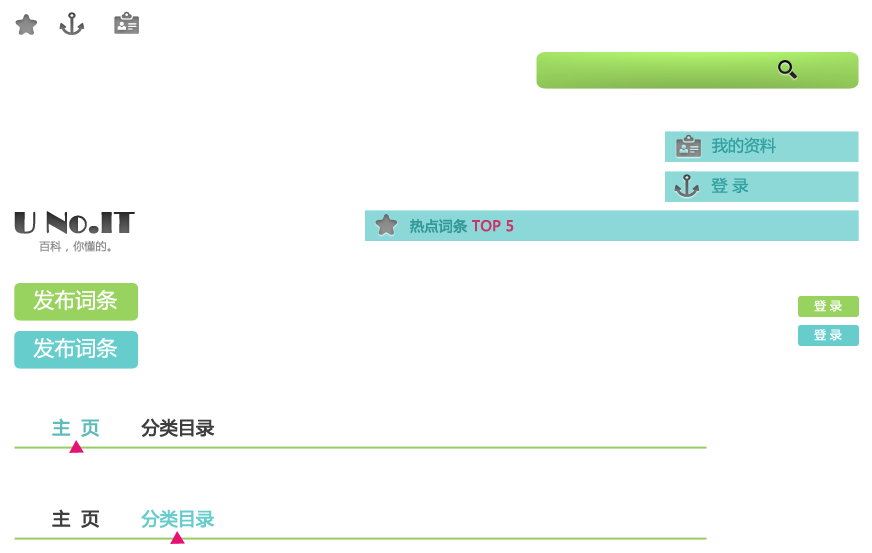 我的资料
登 录
U No.IT
百科，你懂的。
热点词条 TOP 5
发布词条
登 录
发布词条
登 录
主 页 分类目录
主 页 分类目录